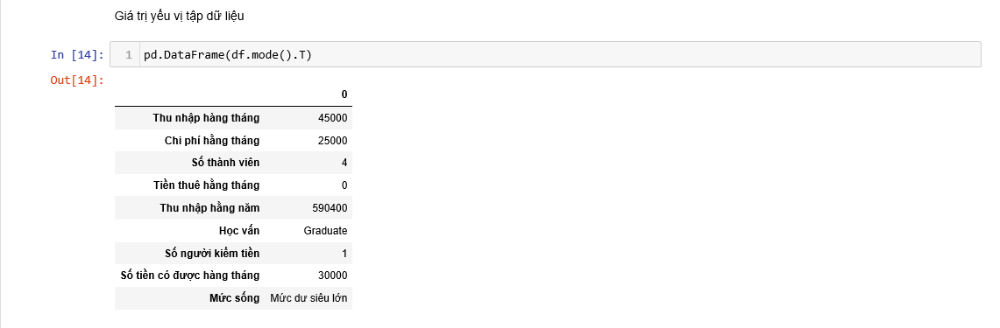 Giá trị yếu vị tập dữ liệu
In [14]: 1 pd.DataFrame(df.mode().T)
Out[14]:
0
Thu nhập hàng tháng 45000
Chi phí hằng tháng 25000
Số thành viên 4
Tiền thuê hằng tháng 0
Thu nhập hằng năm 590400
Học vấn Graduate
Số người kiếm tiền 1
Số tiền có được hàng tháng 30000
Mức sống Mức dư siêu lớn